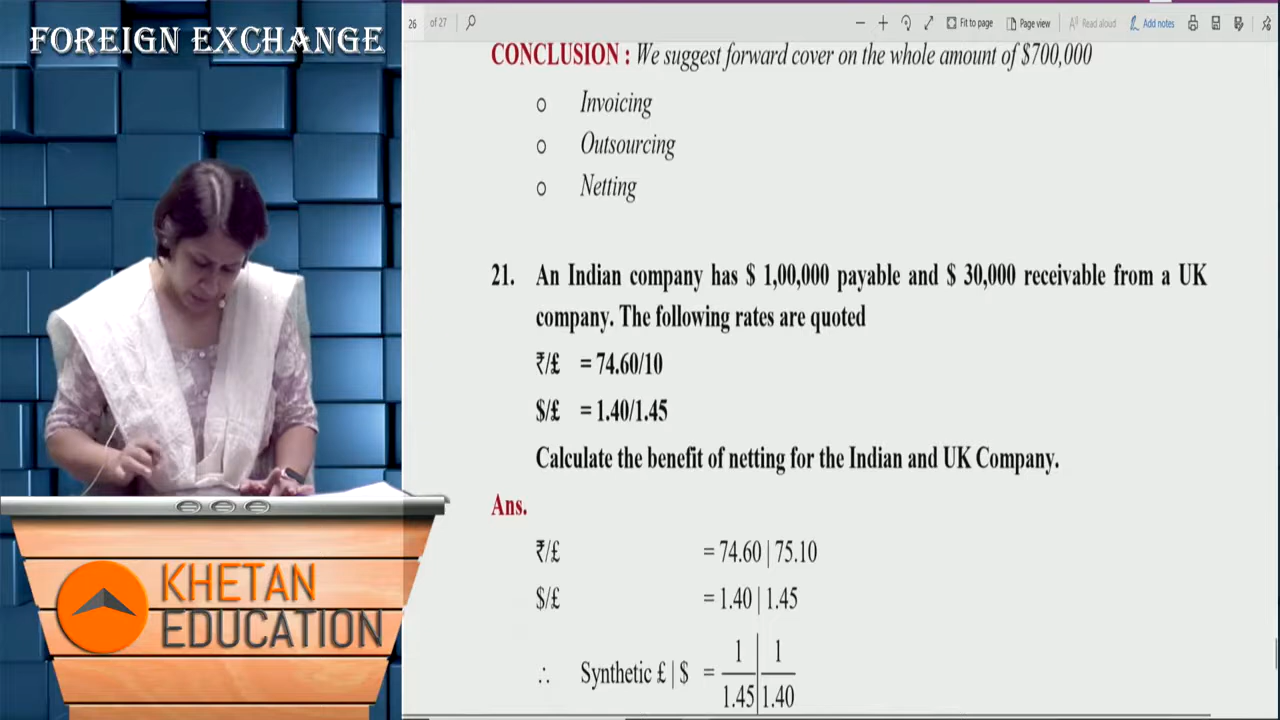 FOREIGN EXCHANGE
26 of 27
Fit to page
Page view
Read aloud
Add notes
CONCLUSION : We suggest forward cover on the whole amount of $700,000
o Invoicing
o Outsourcing
o Netting
21. An Indian company has $ 1,00,000 payable and $ 30,000 receivable from a UK
company. The following rates are quoted
₹/£ = 74.60/10
$/£ = 1.40/1.45
Calculate the benefit of netting for the Indian and UK Company.
Ans.
₹/£ = 74.60 | 75.10
$/£ = 1.40 | 1.45
1 | 1
∴ Synthetic £ | $ =
1.45 | 1.40
KHETAN
EDUCATION